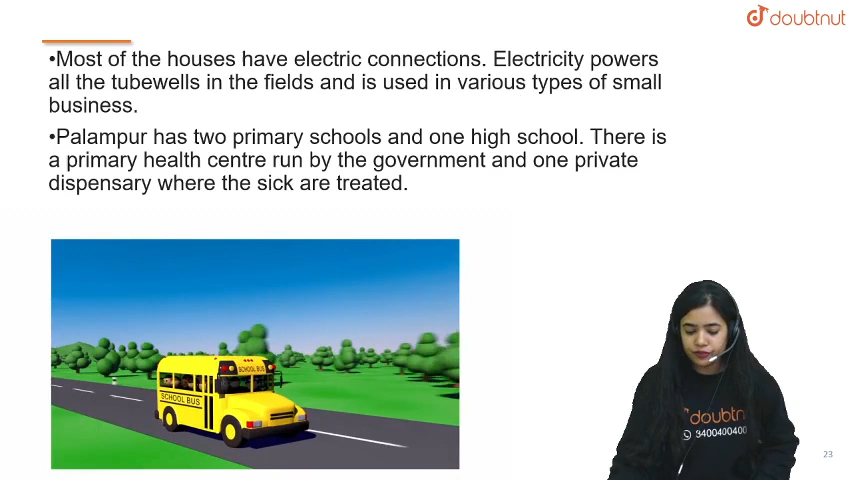 doubtnut
•Most of the houses have electric connections. Electricity powers
all the tubewells in the fields and is used in various types of small
business.
•Palampur has two primary schools and one high school. There is
a primary health centre run by the government and one private
dispensary where the sick are treated.
SCHOOL BUS
SCHOOL BUS
doubtn
8400400400
23